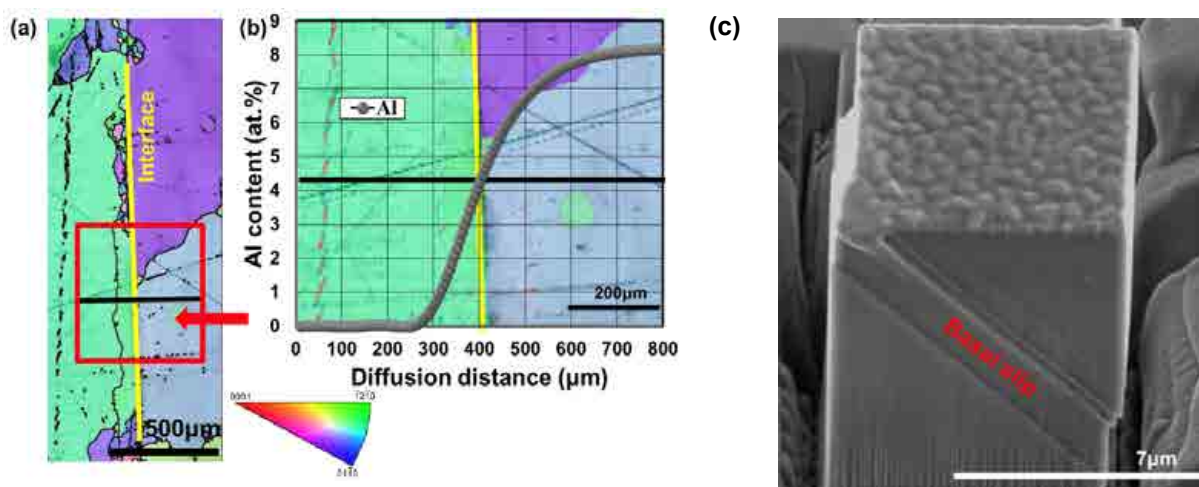 (a)
Interface
500μm
(b)
Al content (at.%)
9
8
7
6
5
4
3
2
1
0
Al
200μm
0 100 200 300 400 500 600 700 800
Diffusion distance (μm)
0001
(c)
Basal slip
7μm